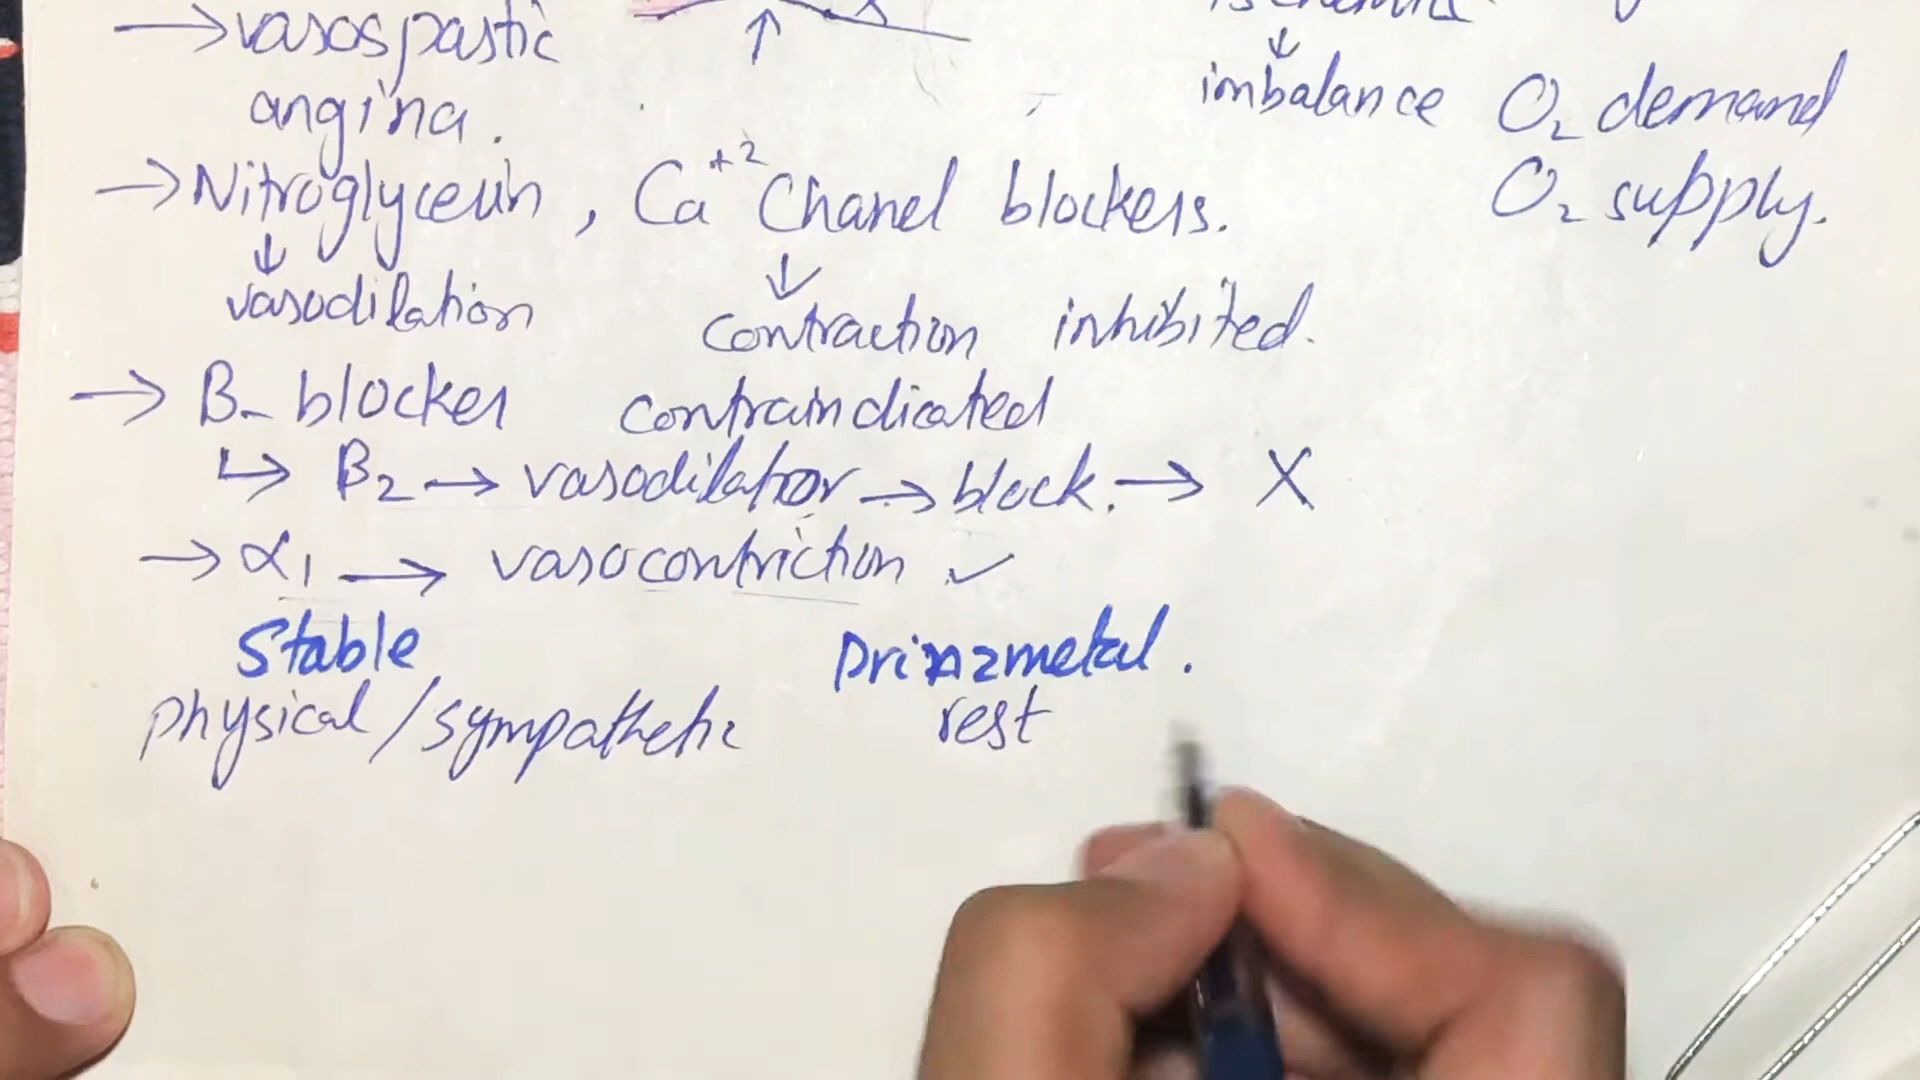 → vasospastic
angina.
ischemia
↓
imbalance O₂ demand
O₂ supply.
→ Nitroglycerin, Ca⁺² Chanel blockers.
↓ ↓
vasodilation contraction inhibited.
→ B- blocker contraindicated
↳ B₂ → vasodilator → block. → X
→ α₁ → vasocontriction ✓
Stable Prinzmetal.
physical/sympathetic rest